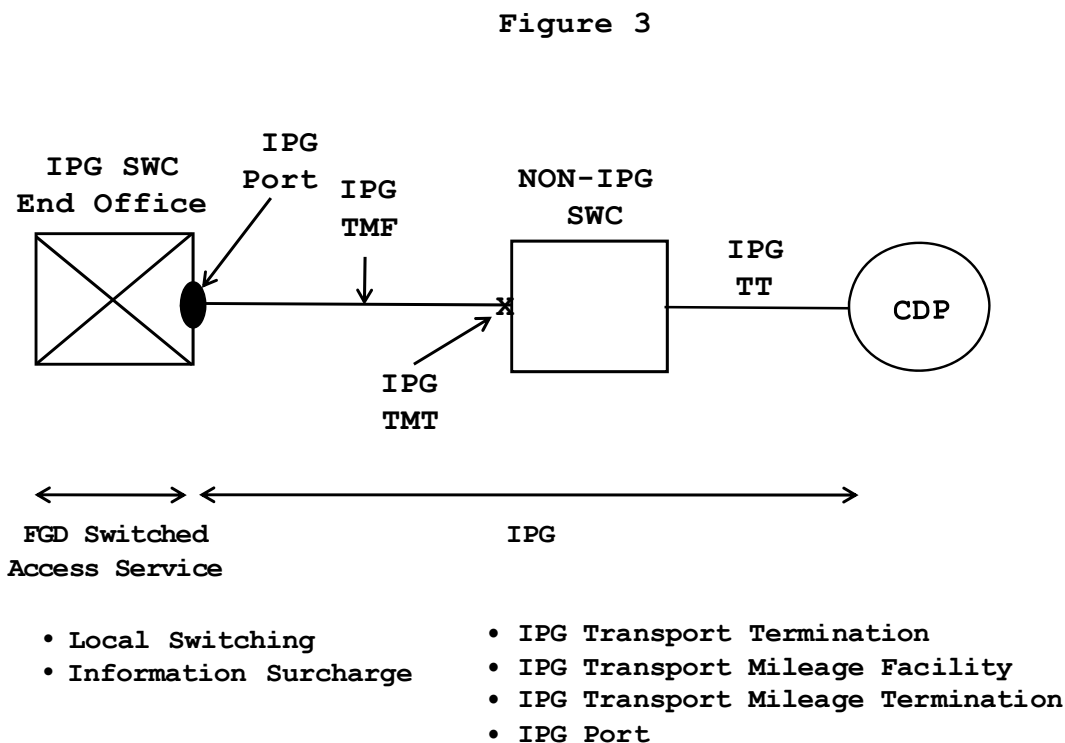 Figure 3
IPG SWC
End Office
IPG
Port
IPG
TMF
NON-IPG
SWC
IPG
TT
CDP
X
IPG
TMT
FGD Switched
Access Service
IPG
• Local Switching
• Information Surcharge
• IPG Transport Termination
• IPG Transport Mileage Facility
• IPG Transport Mileage Termination
• IPG Port